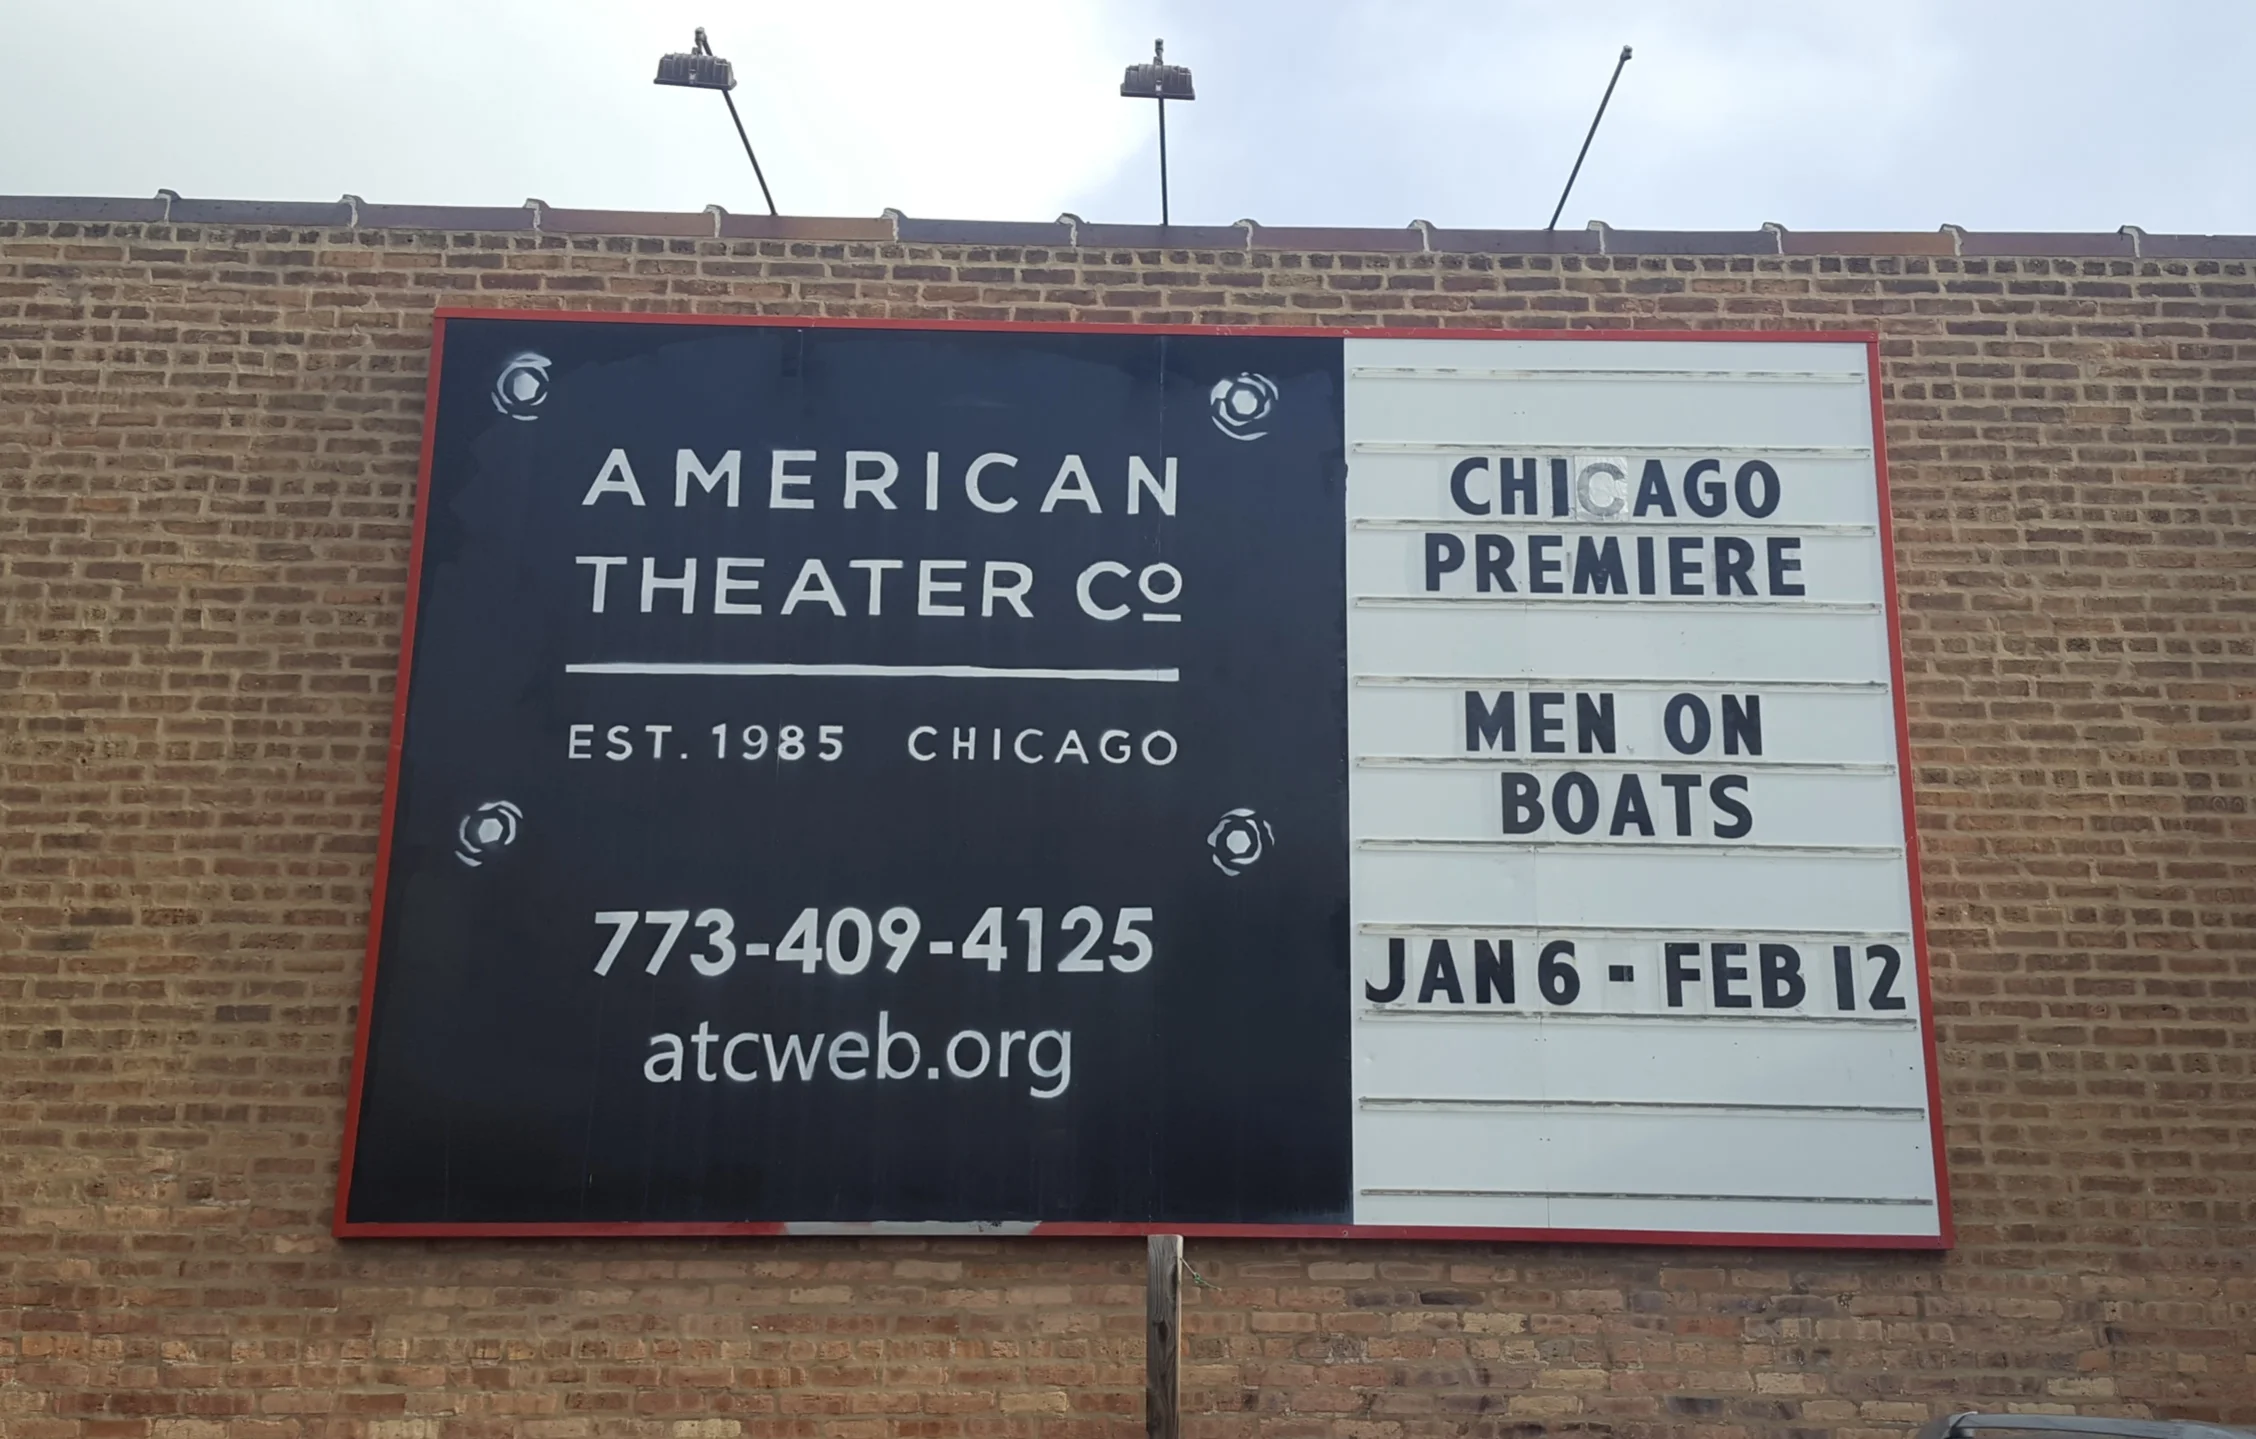 AMERICAN
THEATER Co
EST. 1985 CHICAGO
773-409-4125
atcweb.org
CHICAGO
PREMIERE
MEN ON
BOATS
JAN 6 - FEB 12